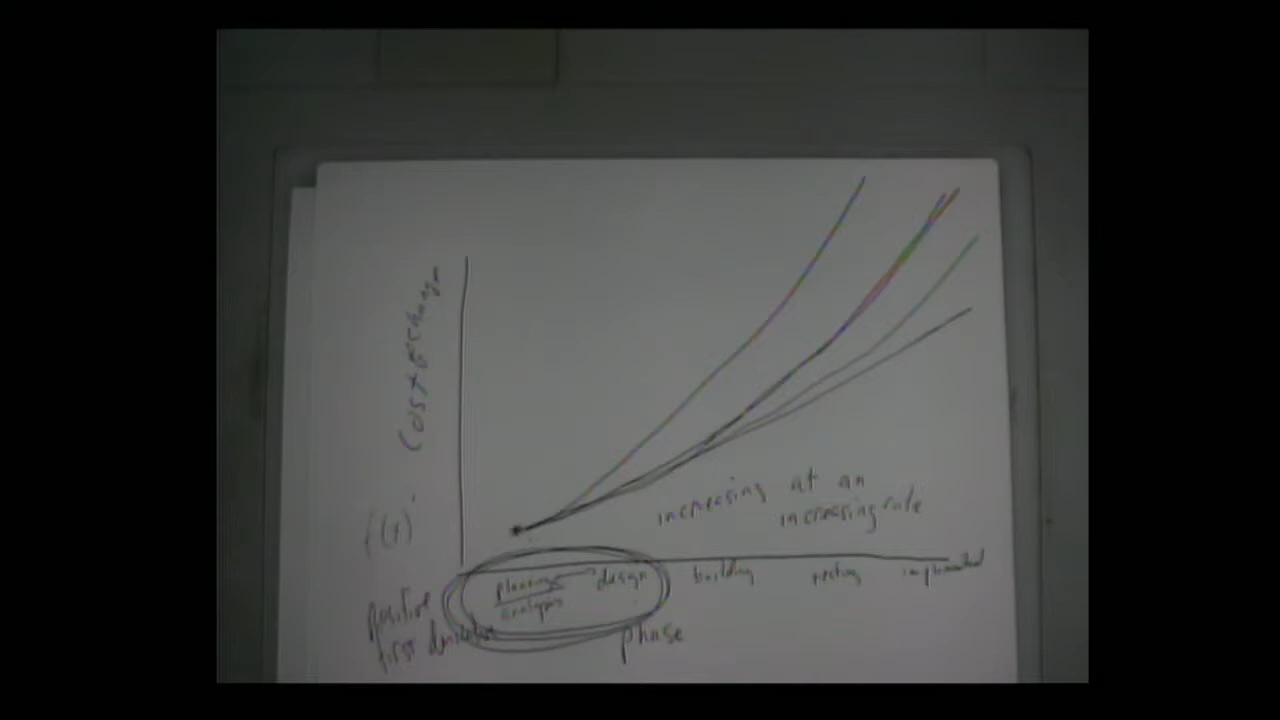 Cost of change
increasing at an
increasing rate
f(t)'
planning
analysis
design
building
testing
implemented
positive
first derivative
phase